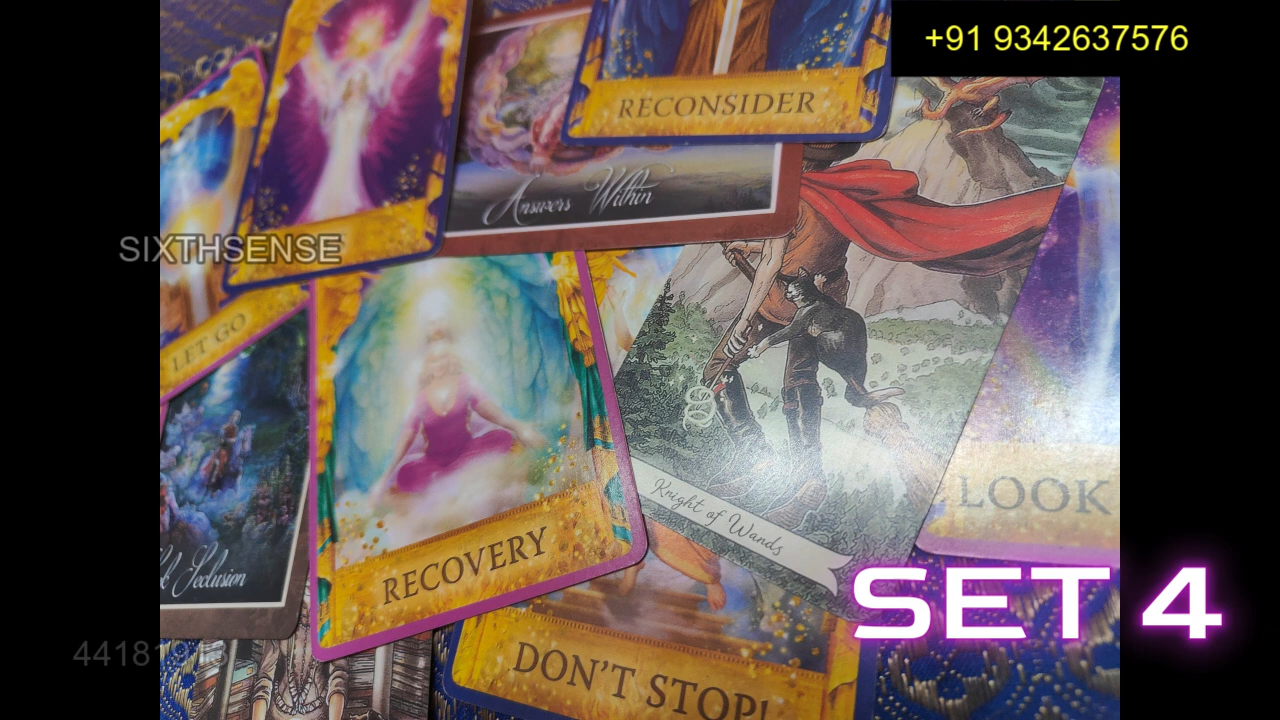 +91 9342637576
RECONSIDER
Answers Within
SIXTHSENSE
LET GO
LOOK
Knight of Wands
RECOVERY
Seclusion
SET 4
DON'T STOP!